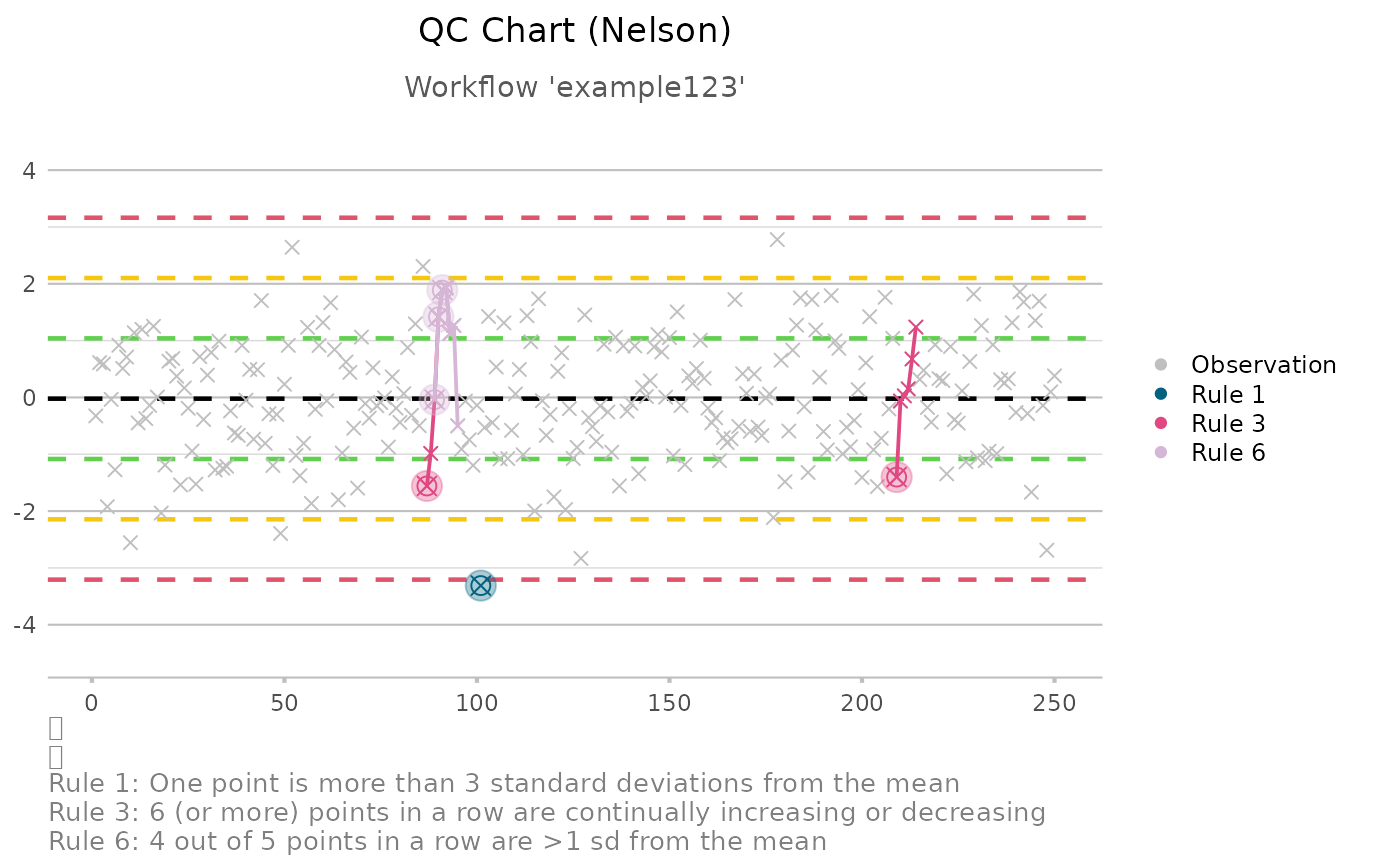 QC Chart (Nelson)
Workflow 'example123'
4
2
0
-2
-4
0 50 100 150 200 250
Observation
Rule 1
Rule 3
Rule 6
Rule 1: One point is more than 3 standard deviations from the mean
Rule 3: 6 (or more) points in a row are continually increasing or decreasing
Rule 6: 4 out of 5 points in a row are >1 sd from the mean